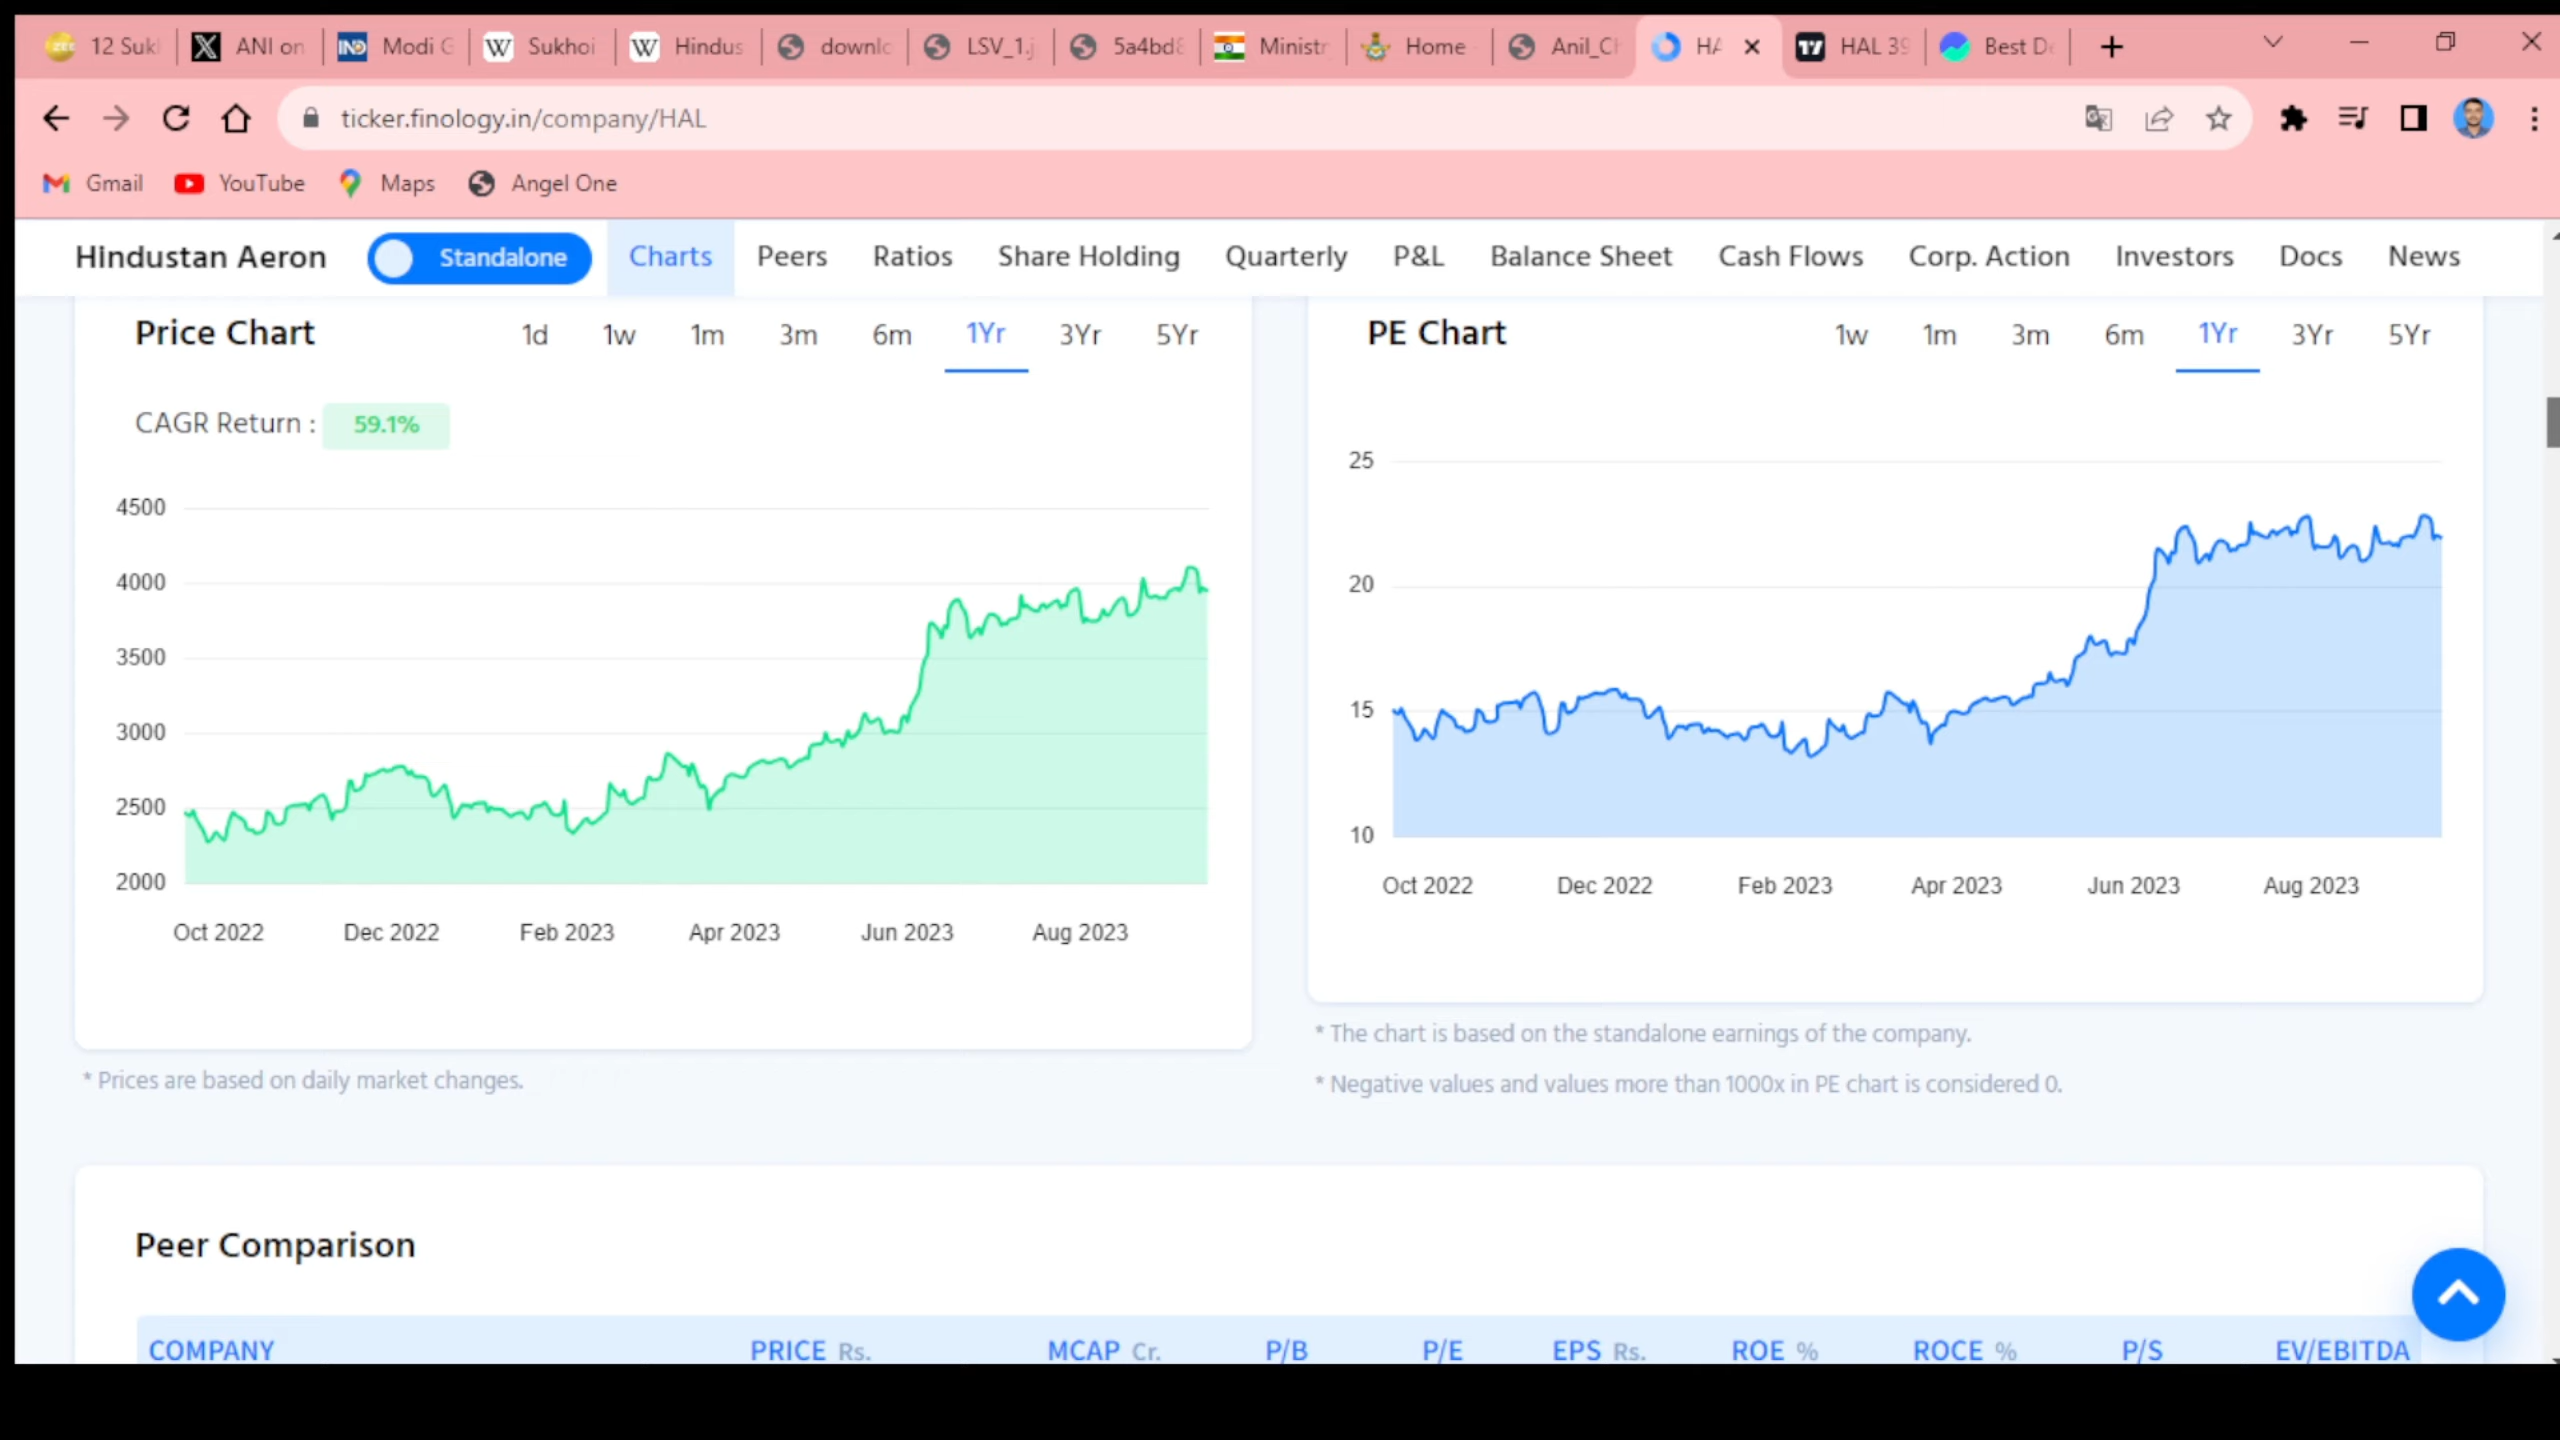 12 Suk
ANI on
Modi G
Sukhoi
Hindus
downlo
LSV_1.j
5a4bd8
Ministr
Home
Anil_Ch
HA
HAL 39
Best De
ticker.finology.in/company/HAL
Gmail YouTube Maps Angel One
Hindustan Aeron Standalone Charts Peers Ratios Share Holding Quarterly P&L Balance Sheet Cash Flows Corp. Action Investors Docs News
Price Chart 1d 1w 1m 3m 6m 1Yr 3Yr 5Yr
CAGR Return : 59.1%
4500
4000
3500
3000
2500
2000
Oct 2022 Dec 2022 Feb 2023 Apr 2023 Jun 2023 Aug 2023
* Prices are based on daily market changes.
PE Chart 1w 1m 3m 6m 1Yr 3Yr 5Yr
25
20
15
10
Oct 2022 Dec 2022 Feb 2023 Apr 2023 Jun 2023 Aug 2023
* The chart is based on the standalone earnings of the company.
* Negative values and values more than 1000x in PE chart is considered 0.
Peer Comparison
COMPANY PRICE Rs. MCAP Cr. P/B P/E EPS Rs. ROE % ROCE % P/S EV/EBITDA